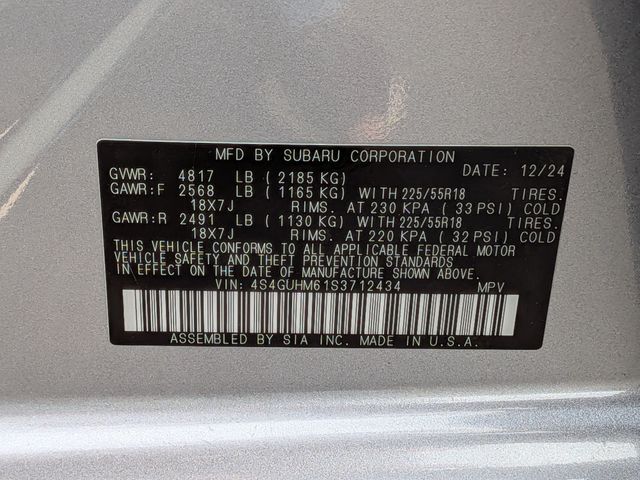 MFD BY SUBARU CORPORATION
GVWR: 4817 LB (2185 KG) DATE: 12/24
GAWR:F 2568 LB (1165 KG) WITH 225/55R18 TIRES.
18X7J RIMS. AT 230 KPA (33 PSI) COLD
GAWR:R 2491 LB (1130 KG) WITH 225/55R18 TIRES.
18X7J RIMS. AT 220 KPA (32 PSI) COLD
THIS VEHICLE CONFORMS TO ALL APPLICABLE FEDERAL MOTOR
VEHICLE SAFETY AND THEFT PREVENTION STANDARDS
IN EFFECT ON THE DATE OF MANUFACTURE SHOWN ABOVE.
VIN: 4S4GUHM61S3712434 MPV
ASSEMBLED BY SIA INC. MADE IN U.S.A.